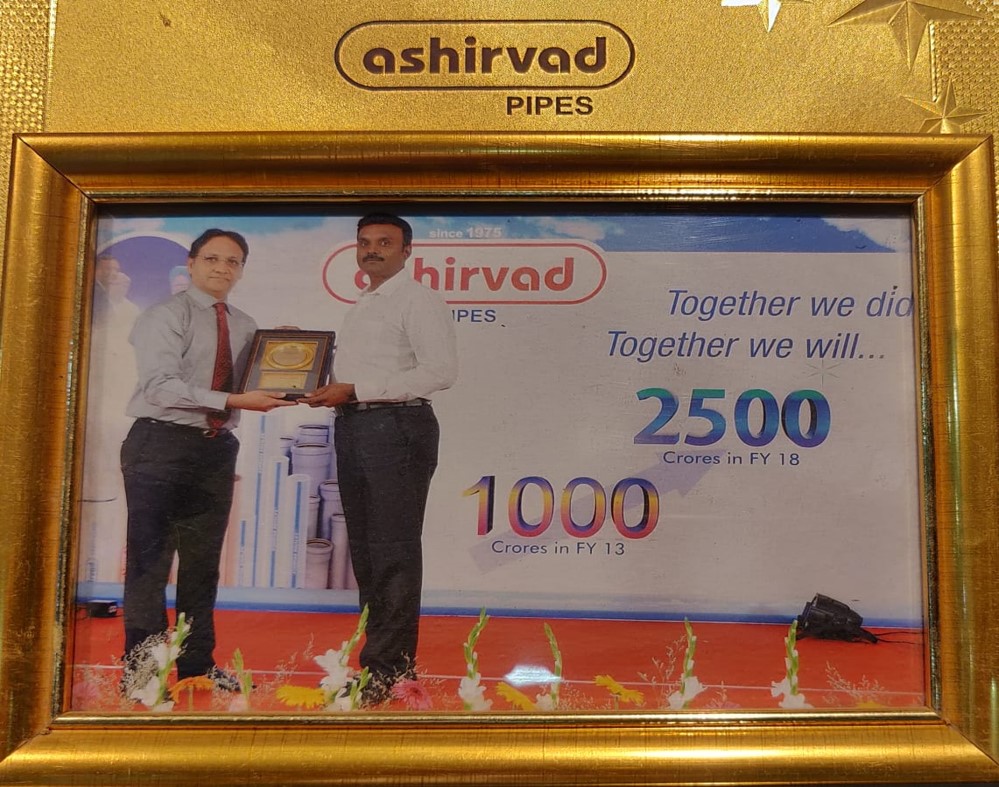 ashirvad
PIPES
since 1975
hirvad
IPES
Together we did
Together we will...
2500
Crores in FY 18
1000
Crores in FY 13